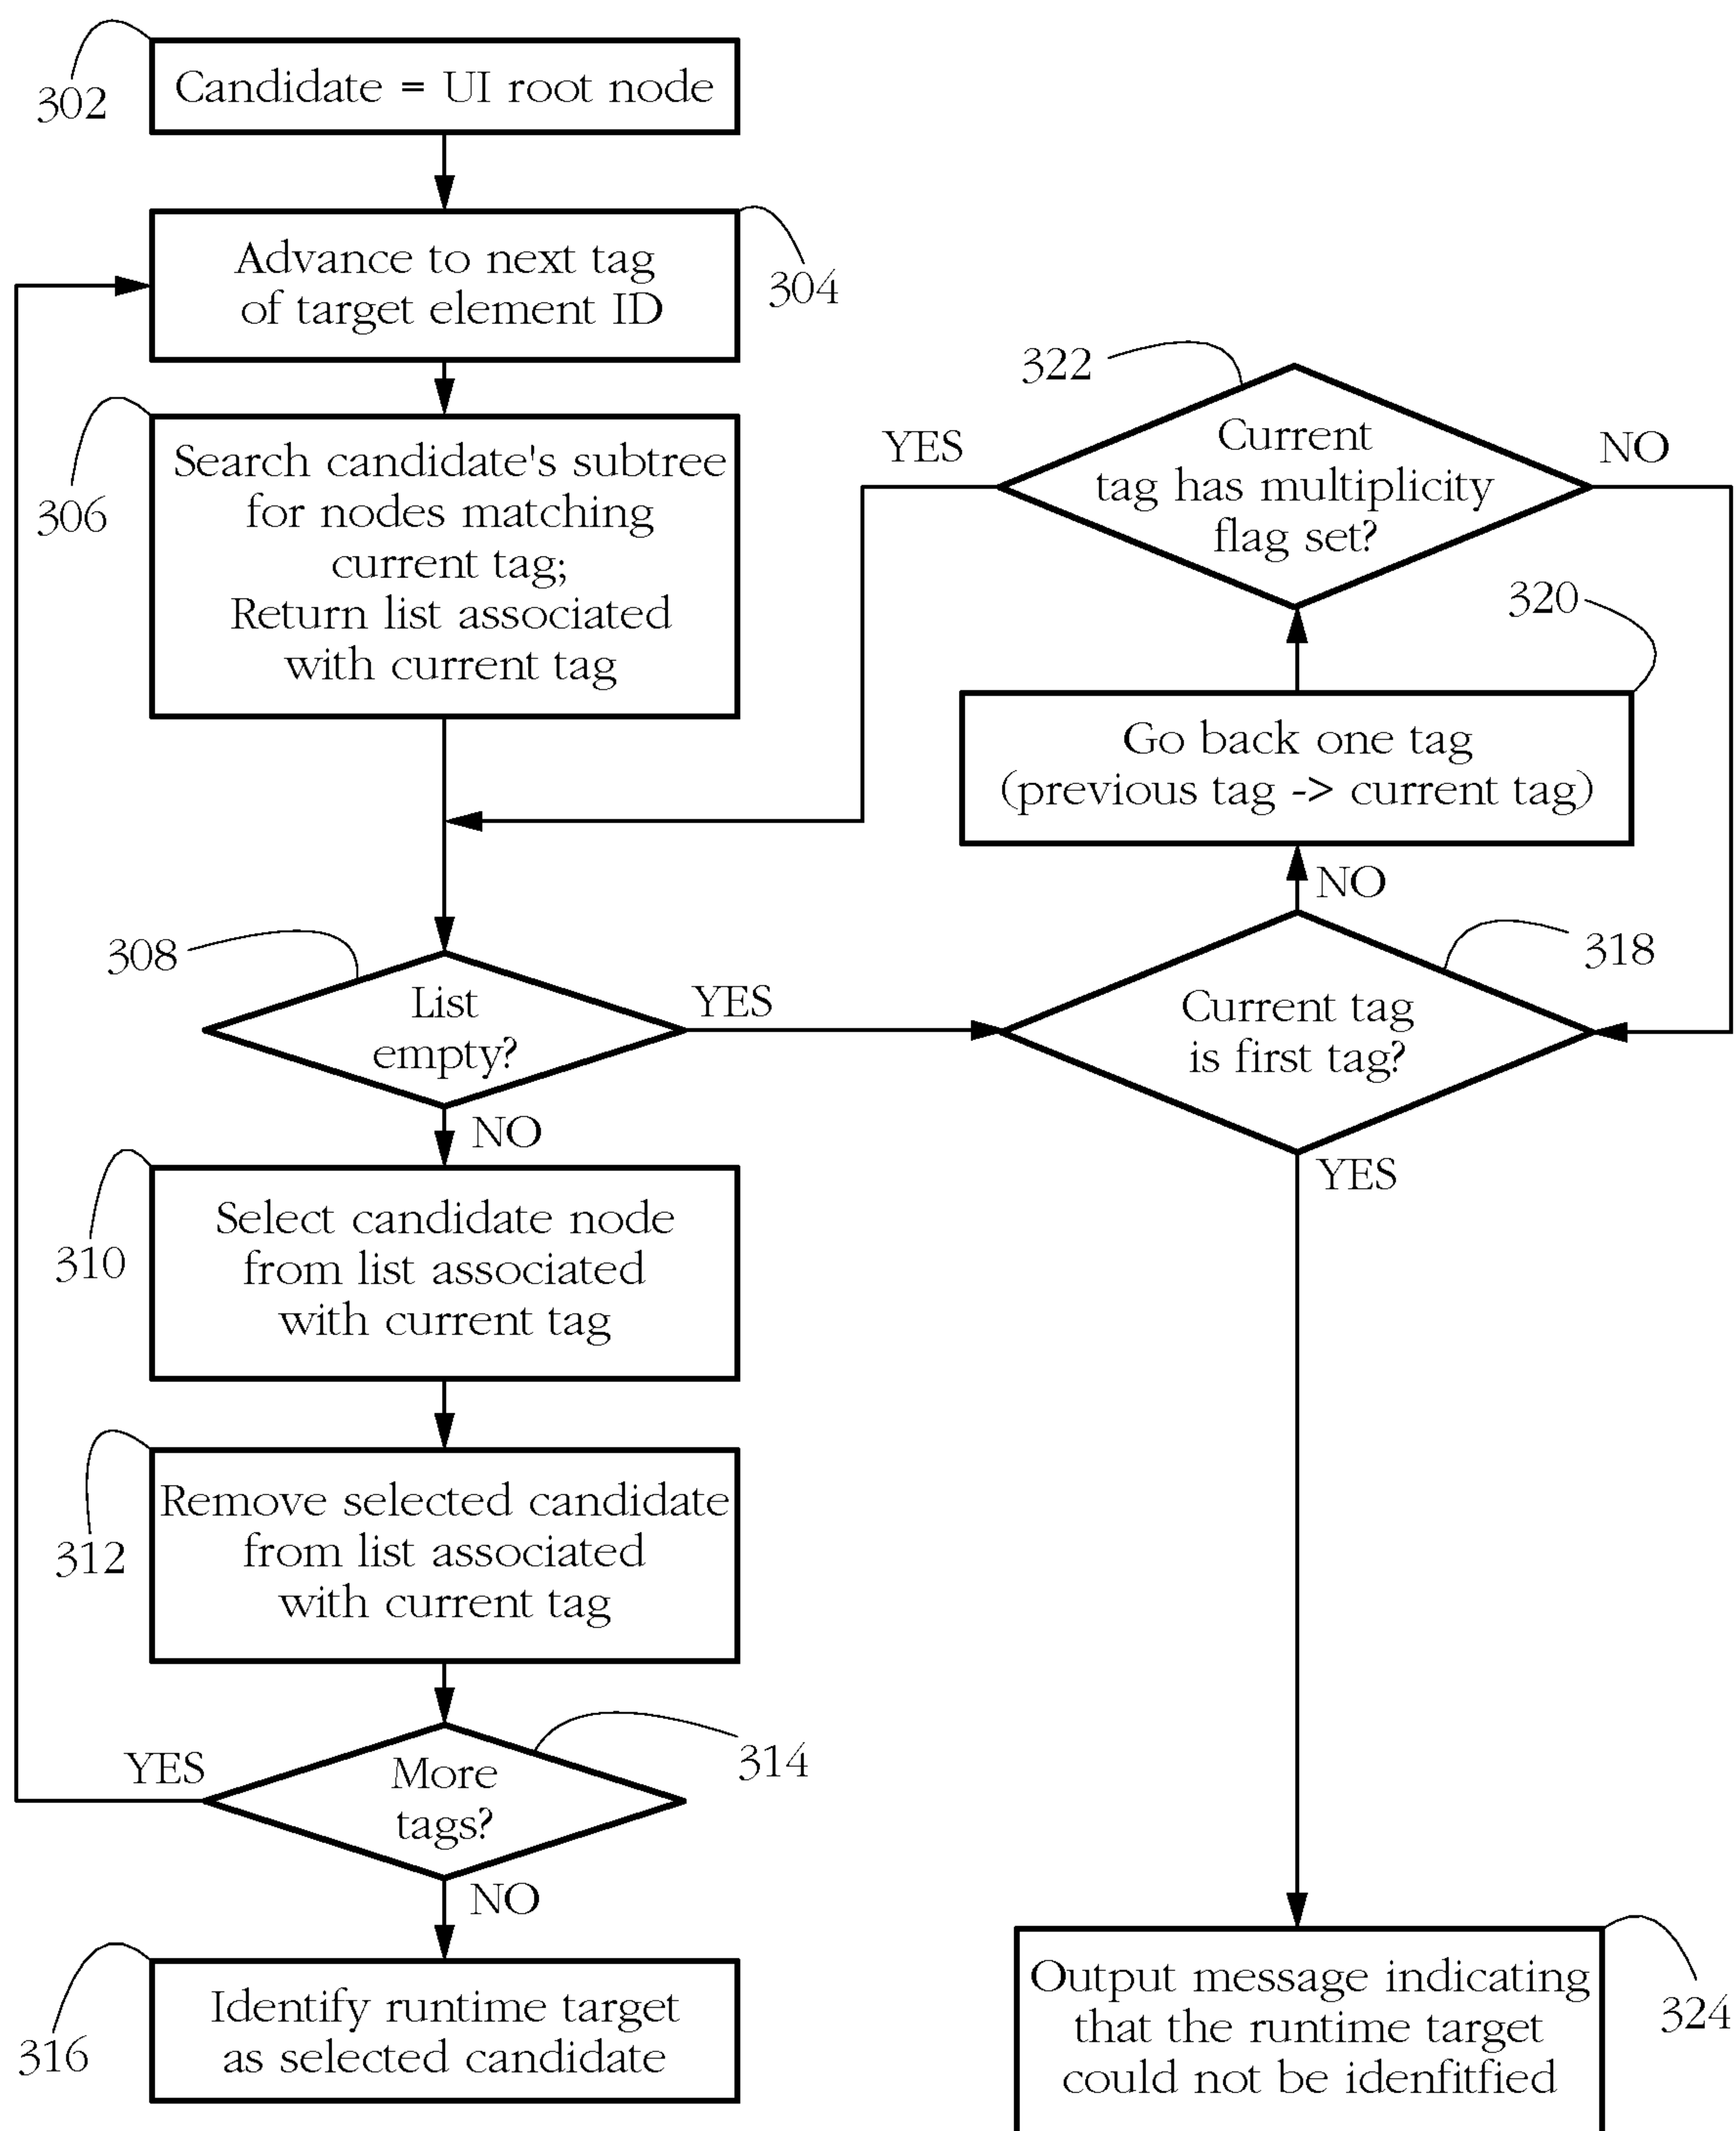 302
Candidate = UI root node
Advance to next tag
of target element ID
304
306
Search candidate's subtree
for nodes matching
current tag;
Return list associated
with current tag
322
YES
Current
tag has multiplicity
flag set?
NO
320
Go back one tag
(previous tag -> current tag)
NO
308
List
empty?
YES
318
Current tag
is first tag?
NO
YES
310
Select candidate node
from list associated
with current tag
312
Remove selected candidate
from list associated
with current tag
YES
More
tags?
314
NO
316
Identify runtime target
as selected candidate
Output message indicating
that the runtime target
could not be idenfitfied
324